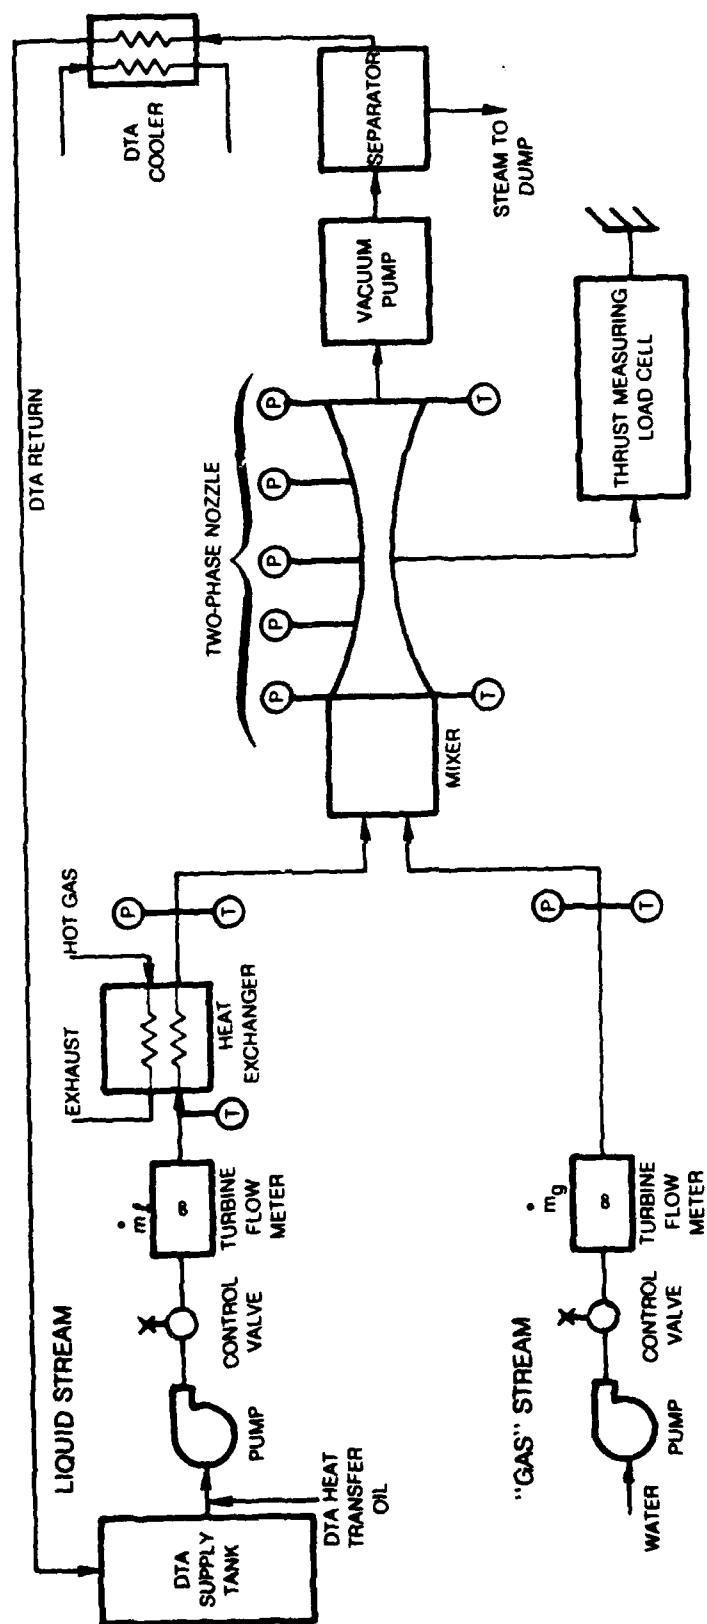 DTA RETURN
DTA
COOLER
SEPARATOR
STEAM TO
DUMP
VACUUM
PUMP
TWO-PHASE NOZZLE
P
P
P
P
P
T
T
THRUST MEASURING
LOAD CELL
MIXER
HOT GAS
EXHAUST
HEAT
EXCHANGER
P
T
T
LIQUID STREAM
ṁℓ
8
TURBINE
FLOW
METER
CONTROL
VALVE
PUMP
DTA HEAT
TRANSFER
OIL
DTA
SUPPLY
TANK
"GAS" STREAM
P
T
ṁg
8
TURBINE
FLOW
METER
CONTROL
VALVE
PUMP
WATER